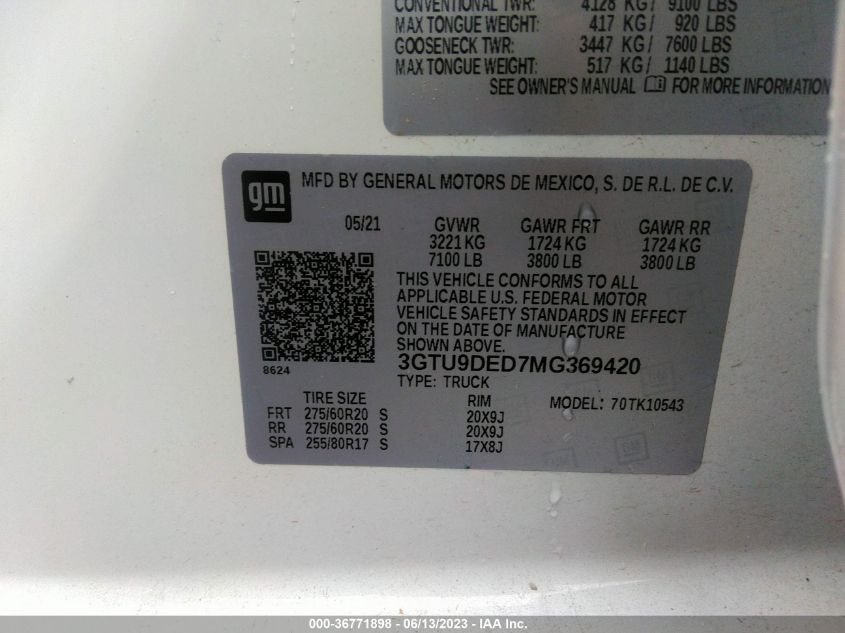 CONVENTIONAL TWR: 4128 KG/ 9100 LBS
MAX TONGUE WEIGHT: 417 KG/ 920 LBS
GOOSENECK TWR: 3447 KG/ 7600 LBS
MAX TONGUE WEIGHT: 517 KG/ 1140 LBS
SEE OWNER'S MANUAL FOR MORE INFORMATION
gm MFD BY GENERAL MOTORS DE MEXICO, S. DE R.L. DE C.V.
05/21 GVWR GAWR FRT GAWR RR
3221 KG 1724 KG 1724 KG
7100 LB 3800 LB 3800 LB
THIS VEHICLE CONFORMS TO ALL
APPLICABLE U.S. FEDERAL MOTOR
VEHICLE SAFETY STANDARDS IN EFFECT
ON THE DATE OF MANUFACTURE
SHOWN ABOVE.
8624 3GTU9DED7MG369420
TYPE: TRUCK
TIRE SIZE RIM MODEL: 70TK10543
FRT 275/60R20 S 20X9J
RR 275/60R20 S 20X9J
SPA 255/80R17 S 17X8J
000-36771898 - 06/13/2023 - IAA Inc.